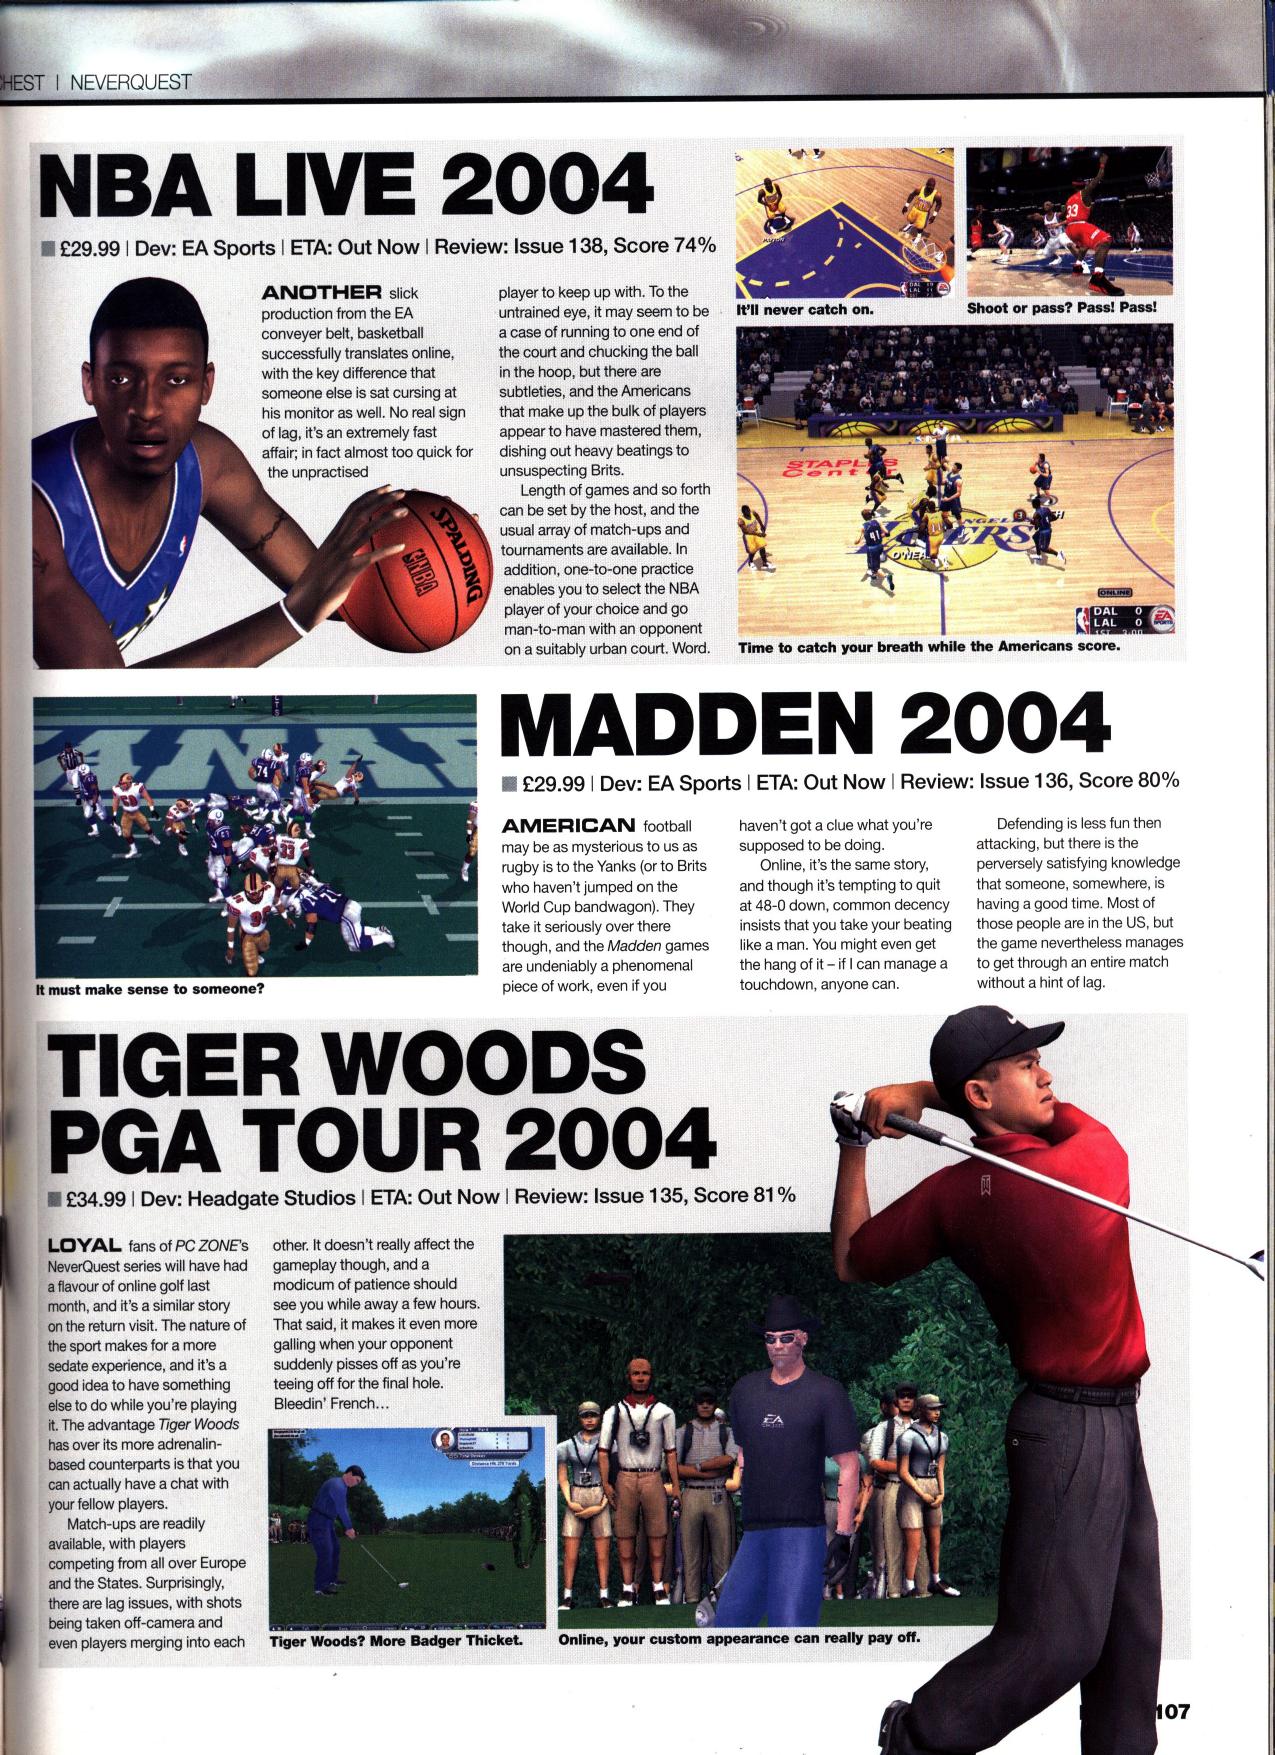 HEST | NEVERQUEST
NBA LIVE 2004
£29.99 | Dev: EA Sports | ETA: Out Now | Review: Issue 138, Score 74%
ANOTHER slick
production from the EA
conveyer belt, basketball
successfully translates online,
with the key difference that
someone else is sat cursing at
his monitor as well. No real sign
of lag, it's an extremely fast
affair; in fact almost too quick for
the unpractised
player to keep up with. To the
untrained eye, it may seem to be
a case of running to one end of
the court and chucking the ball
in the hoop, but there are
subtleties, and the Americans
that make up the bulk of players
appear to have mastered them,
dishing out heavy beatings to
unsuspecting Brits.
Length of games and so forth
can be set by the host, and the
usual array of match-ups and
tournaments are available. In
addition, one-to-one practice
enables you to select the NBA
player of your choice and go
man-to-man with an opponent
on a suitably urban court. Word.
SPALDING
NBA
It'll never catch on.
33
Shoot or pass? Pass! Pass!
STAPLES
Center
ONLINE
DAL 0
LAL 0
1ST 3:00
EA
SPORTS
Time to catch your breath while the Americans score.
It must make sense to someone?
MADDEN 2004
£29.99 | Dev: EA Sports | ETA: Out Now | Review: Issue 136, Score 80%
AMERICAN football
may be as mysterious to us as
rugby is to the Yanks (or to Brits
who haven't jumped on the
World Cup bandwagon). They
take it seriously over there
though, and the Madden games
are undeniably a phenomenal
piece of work, even if you
haven't got a clue what you're
supposed to be doing.
Online, it's the same story,
and though it's tempting to quit
at 48-0 down, common decency
insists that you take your beating
like a man. You might even get
the hang of it – if I can manage a
touchdown, anyone can.
Defending is less fun then
attacking, but there is the
perversely satisfying knowledge
that someone, somewhere, is
having a good time. Most of
those people are in the US, but
the game nevertheless manages
to get through an entire match
without a hint of lag.
TIGER WOODS
PGA TOUR 2004
£34.99 | Dev: Headgate Studios | ETA: Out Now | Review: Issue 135, Score 81%
LOYAL fans of PC ZONE's
NeverQuest series will have had
a flavour of online golf last
month, and it's a similar story
on the return visit. The nature of
the sport makes for a more
sedate experience, and it's a
good idea to have something
else to do while you're playing
it. The advantage Tiger Woods
has over its more adrenalin-
based counterparts is that you
can actually have a chat with
your fellow players.
Match-ups are readily
available, with players
competing from all over Europe
and the States. Surprisingly,
there are lag issues, with shots
being taken off-camera and
even players merging into each
other. It doesn't really affect the
gameplay though, and a
modicum of patience should
see you while away a few hours.
That said, it makes it even more
galling when your opponent
suddenly pisses off as you're
teeing off for the final hole.
Bleedin' French...
Tiger Woods? More Badger Thicket.
EA
Online, your custom appearance can really pay off.
107